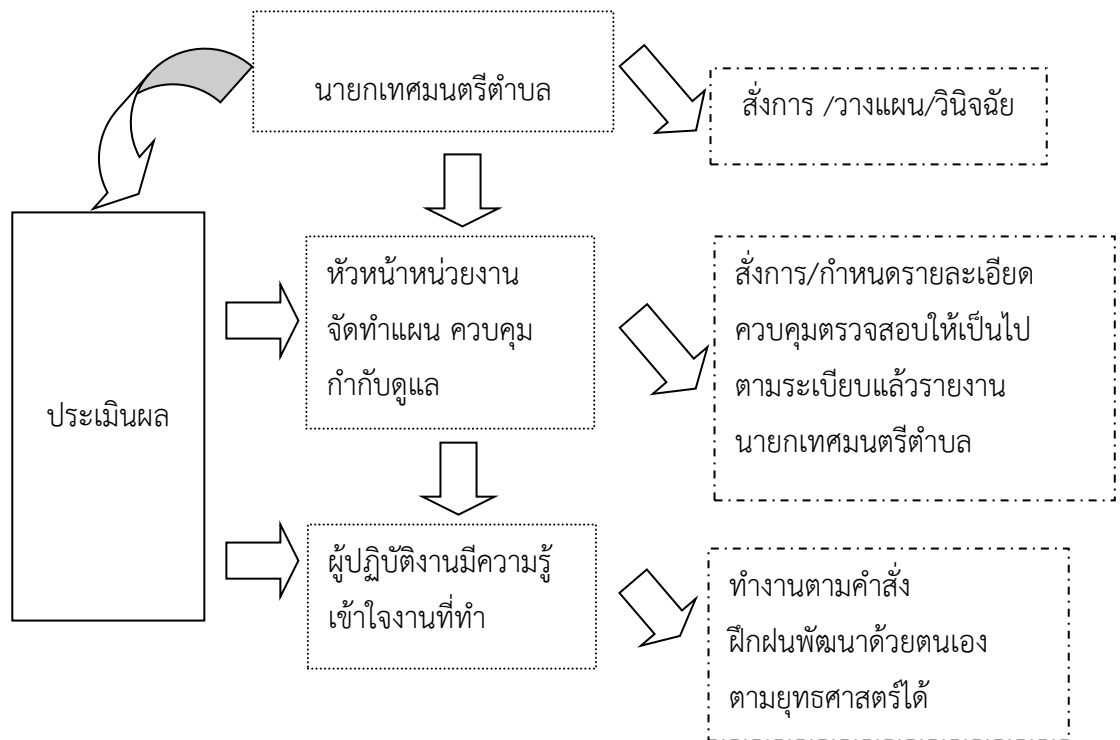 นายกเทศมนตรีตำบล
สั่งการ /วางแผน/วินิจฉัย
ประเมินผล
หัวหน้าหน่วยงาน
จัดทำแผน ควบคุม
กำกับดูแล
สั่งการ/กำหนดรายละเอียด
ควบคุมตรวจสอบให้เป็นไป
ตามระเบียบแล้วรายงาน
นายกเทศมนตรีตำบล
ผู้ปฏิบัติงานมีความรู้
เข้าใจงานที่ทำ
ทำงานตามคำสั่ง
ฝึกฝนพัฒนาด้วยตนเอง
ตามยุทธศาสตร์ได้